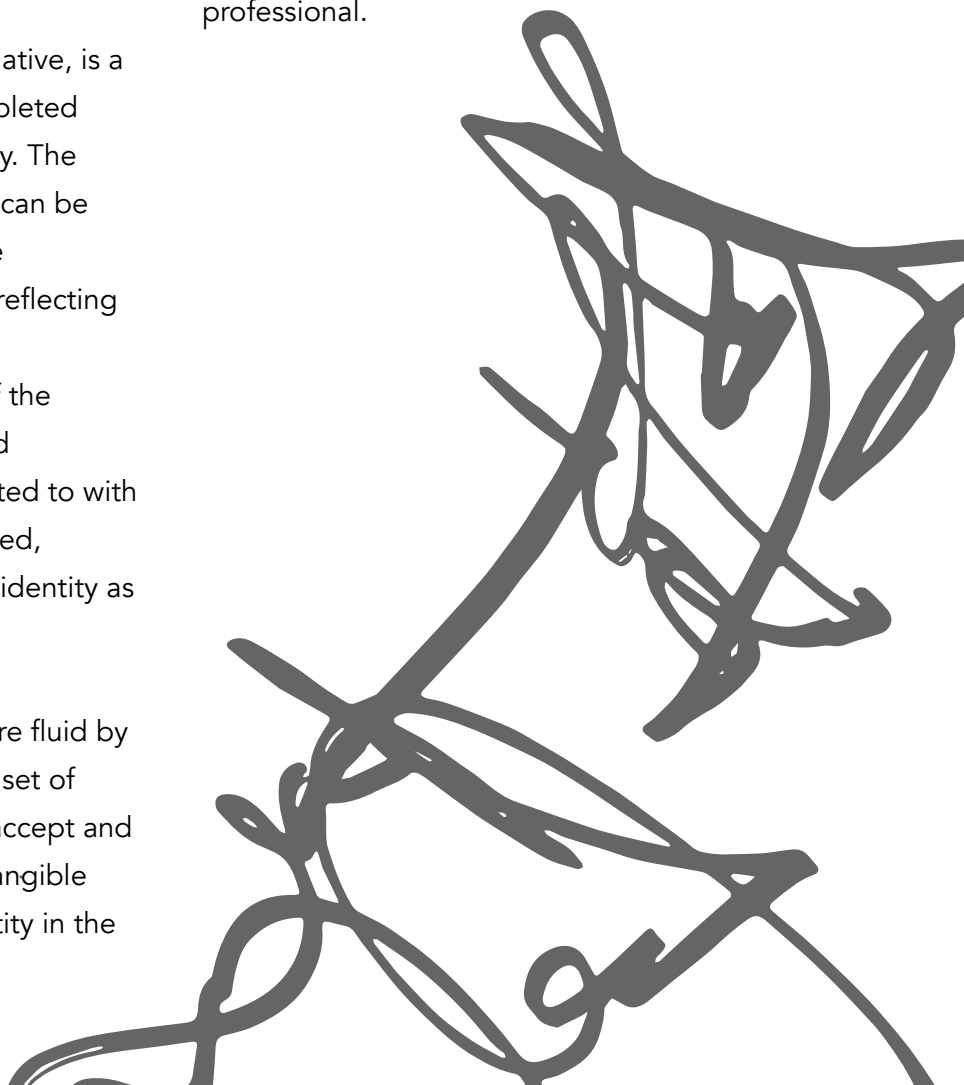 ative, is a
pleted
y. The
can be
e
reflecting
f the
d
ted to with
ed,
identity as
re fluid by
set of
accept and
angible
tity in the
professional.